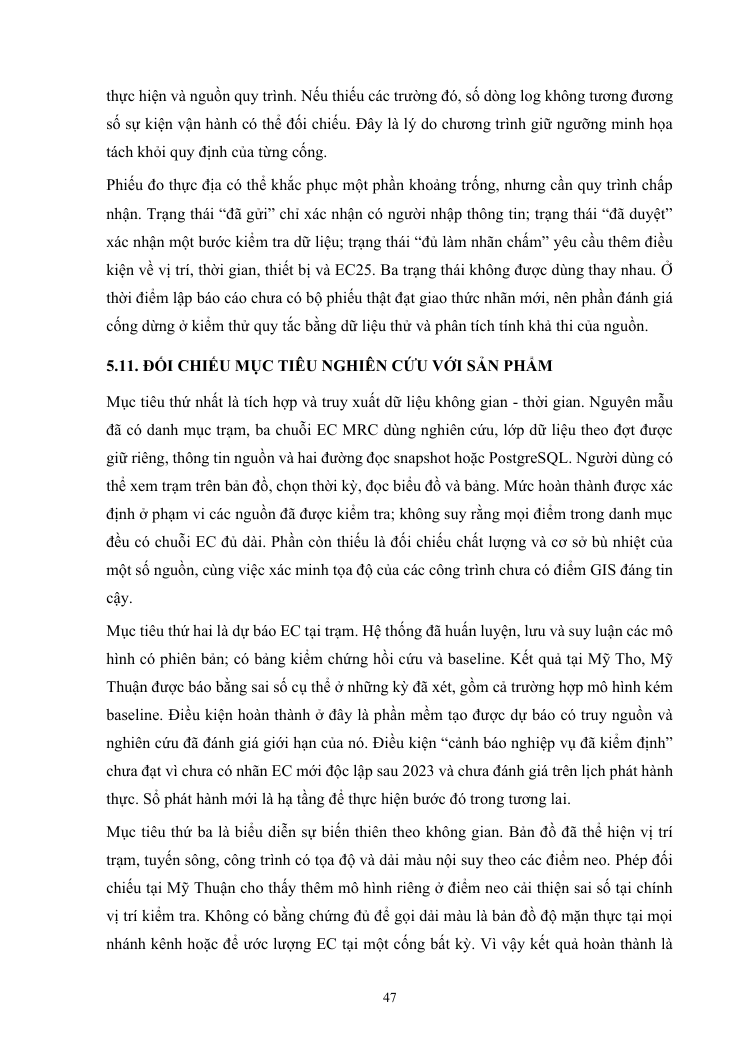 thực hiện và nguồn quy trình. Nếu thiếu các trường đó, số dòng log không tương đương
số sự kiện vận hành có thể đối chiếu. Đây là lý do chương trình giữ ngưỡng minh họa
tách khỏi quy định của từng cống.
Phiếu đo thực địa có thể khắc phục một phần khoảng trống, nhưng cần quy trình chấp
nhận. Trạng thái “đã gửi” chỉ xác nhận có người nhập thông tin; trạng thái “đã duyệt”
xác nhận một bước kiểm tra dữ liệu; trạng thái “đủ làm nhãn chấm” yêu cầu thêm điều
kiện về vị trí, thời gian, thiết bị và EC25. Ba trạng thái không được dùng thay nhau. Ở
thời điểm lập báo cáo chưa có bộ phiếu thật đạt giao thức nhãn mới, nên phần đánh giá
cống dừng ở kiểm thử quy tắc bằng dữ liệu thử và phân tích tính khả thi của nguồn.
5.11. ĐỐI CHIẾU MỤC TIÊU NGHIÊN CỨU VỚI SẢN PHẨM
Mục tiêu thứ nhất là tích hợp và truy xuất dữ liệu không gian - thời gian. Nguyên mẫu
đã có danh mục trạm, ba chuỗi EC MRC dùng nghiên cứu, lớp dữ liệu theo đợt được
giữ riêng, thông tin nguồn và hai đường đọc snapshot hoặc PostgreSQL. Người dùng có
thể xem trạm trên bản đồ, chọn thời kỳ, đọc biểu đồ và bảng. Mức hoàn thành được xác
định ở phạm vi các nguồn đã được kiểm tra; không suy rằng mọi điểm trong danh mục
đều có chuỗi EC đủ dài. Phần còn thiếu là đối chiếu chất lượng và cơ sở bù nhiệt của
một số nguồn, cùng việc xác minh tọa độ của các công trình chưa có điểm GIS đáng tin
cậy.
Mục tiêu thứ hai là dự báo EC tại trạm. Hệ thống đã huấn luyện, lưu và suy luận các mô
hình có phiên bản; có bảng kiểm chứng hồi cứu và baseline. Kết quả tại Mỹ Tho, Mỹ
Thuận được báo bằng sai số cụ thể ở những kỳ đã xét, gồm cả trường hợp mô hình kém
baseline. Điều kiện hoàn thành ở đây là phần mềm tạo được dự báo có truy nguồn và
nghiên cứu đã đánh giá giới hạn của nó. Điều kiện “cảnh báo nghiệp vụ đã kiểm định”
chưa đạt vì chưa có nhãn EC mới độc lập sau 2023 và chưa đánh giá trên lịch phát hành
thực. Sổ phát hành mới là hạ tầng để thực hiện bước đó trong tương lai.
Mục tiêu thứ ba là biểu diễn sự biến thiên theo không gian. Bản đồ đã thể hiện vị trí
trạm, tuyến sông, công trình có tọa độ và dải màu nội suy theo các điểm neo. Phép đối
chiếu tại Mỹ Thuận cho thấy thêm mô hình riêng ở điểm neo cải thiện sai số tại chính
vị trí kiểm tra. Không có bằng chứng đủ để gọi dải màu là bản đồ độ mặn thực tại mọi
nhánh kênh hoặc để ước lượng EC tại một cống bất kỳ. Vì vậy kết quả hoàn thành là
47